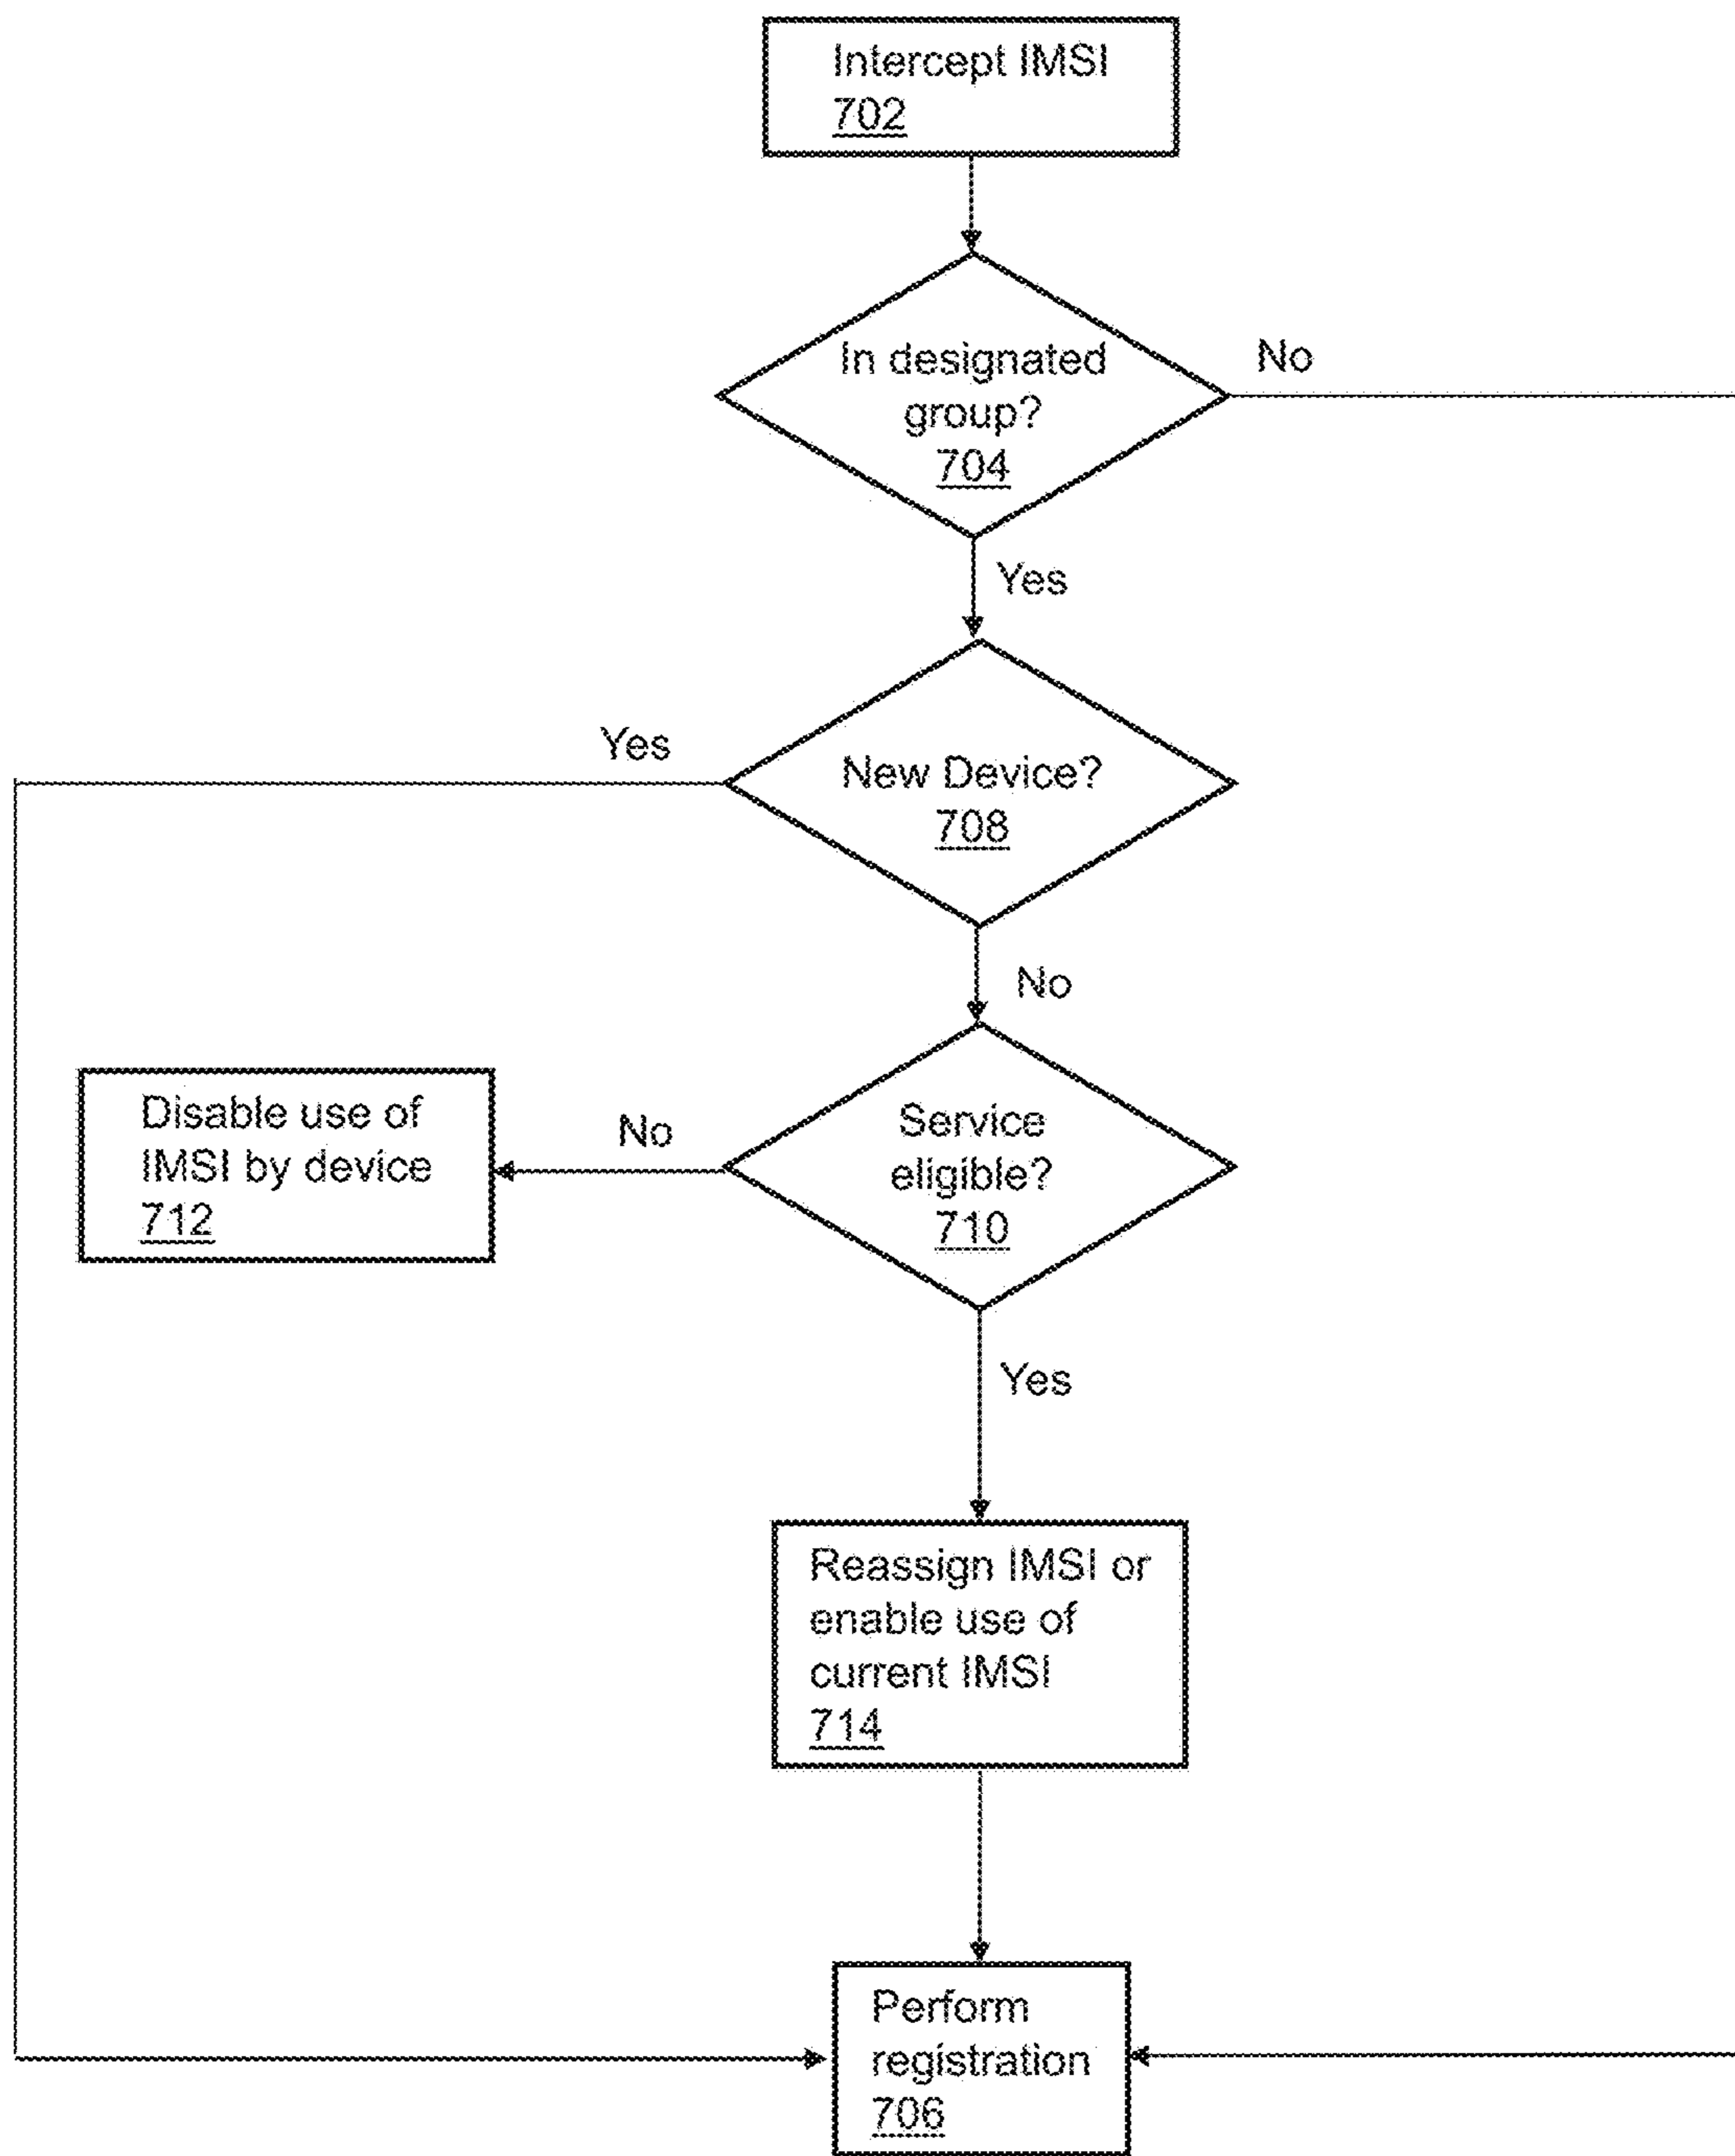 Intercept IMSI
702
In designated
group?
704
No
Yes
Yes
New Device?
708
No
Disable use of
IMSI by device
712
No
Service
eligible?
710
Yes
Reassign IMSI or
enable use of
current IMSI
714
Perform
registration
706